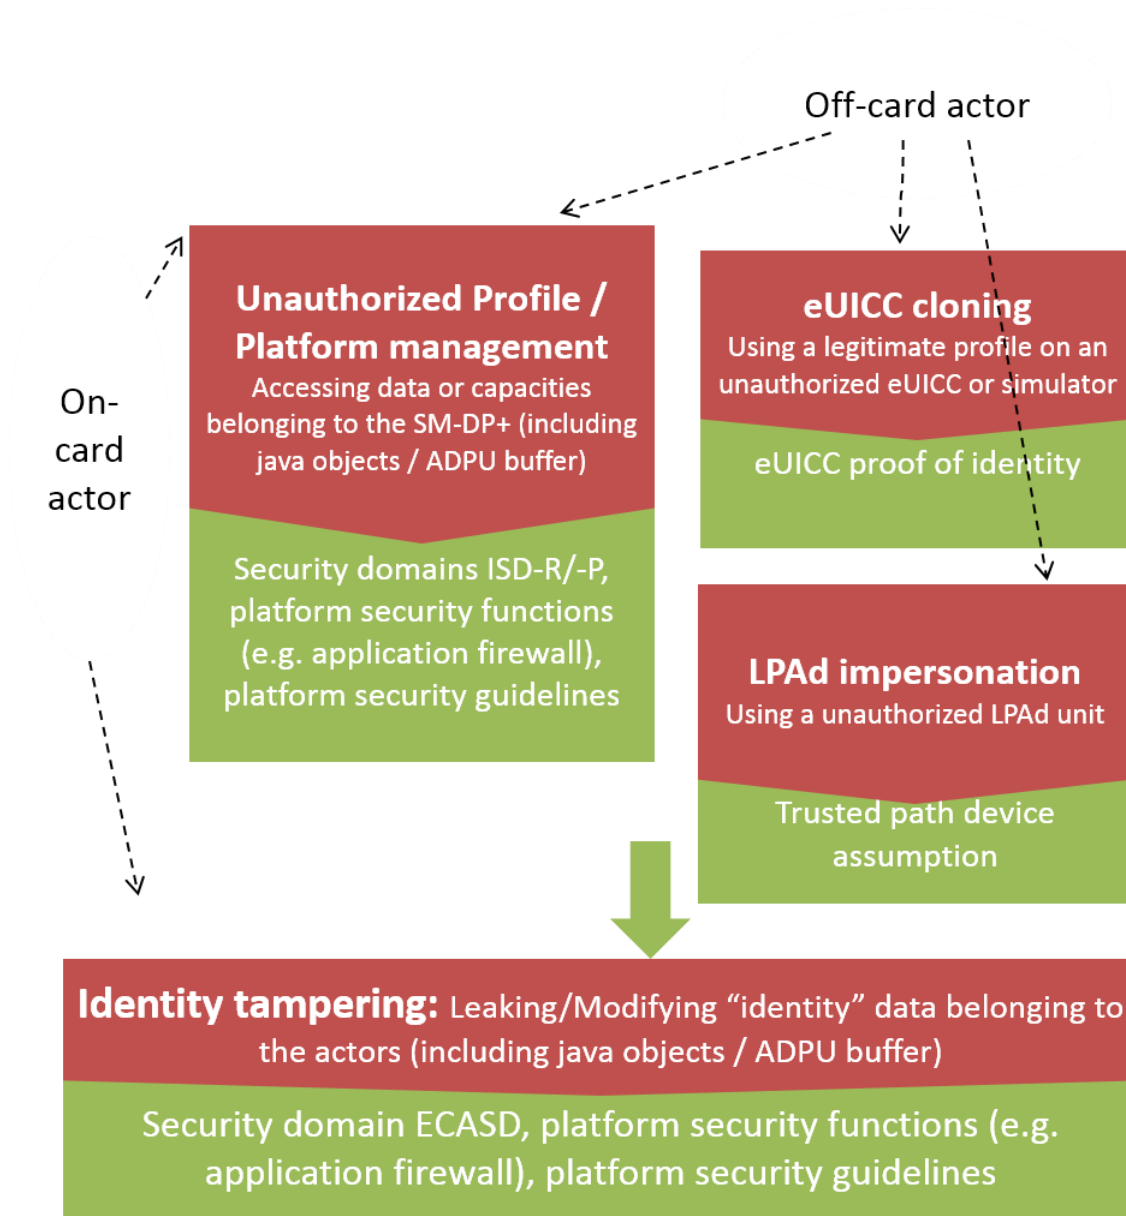 Off-card actor
On-
card
actor
Unauthorized Profile /
Platform management
Accessing data or capacities
belonging to the SM-DP+ (including
java objects / ADPU buffer)
Security domains ISD-R/-P,
platform security functions
(e.g. application firewall),
platform security guidelines
eUICC cloning
Using a legitimate profile on an
unauthorized eUICC or simulator
eUICC proof of identity
LPAd impersonation
Using a unauthorized LPAd unit
Trusted path device
assumption
Identity tampering: Leaking/Modifying “identity” data belonging to
the actors (including java objects / ADPU buffer)
Security domain ECASD, platform security functions (e.g.
application firewall), platform security guidelines